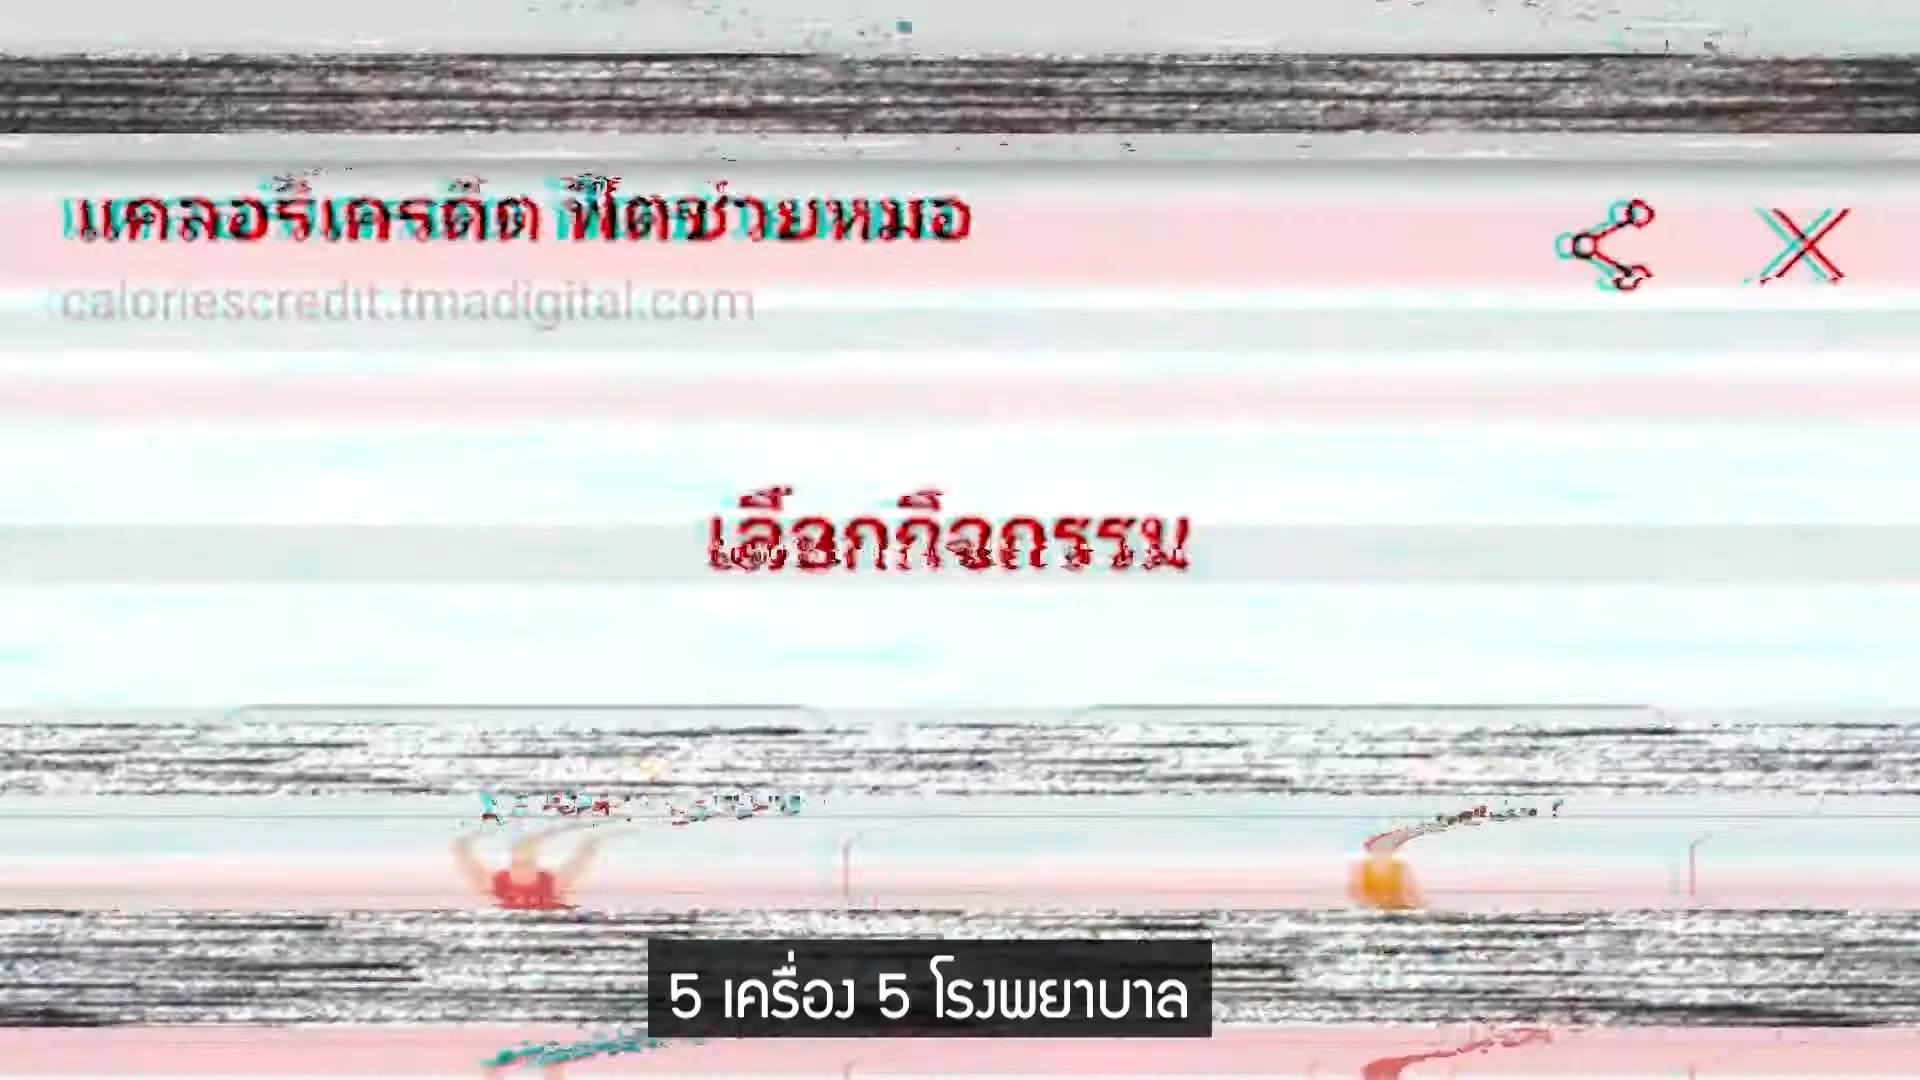 แคลอรีเครดิต ฟิตช่วยหมอ
caloriescredit.tmadigital.com
เลือกกิจกรรม
5 เครื่อง 5 โรงพยาบาล